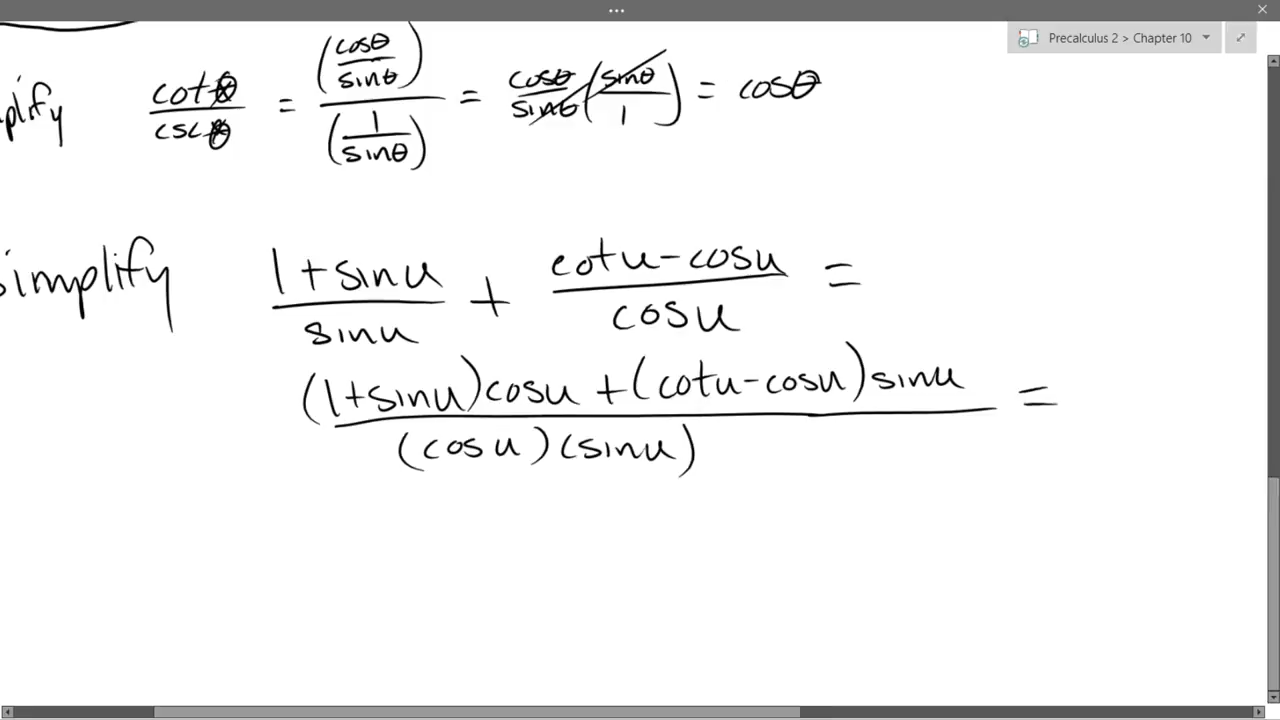 Precalculus 2 > Chapter 10
cotθ/cscθ = (cosθ/sinθ)/(1/sinθ) = cosθ/sinθ (sinθ/1) = cosθ
simplify (1+sinu)/sinu + (cotu-cosu)/cosu =
((1+sinu)cosu + (cotu-cosu)sinu)/((cosu)(sinu)) =